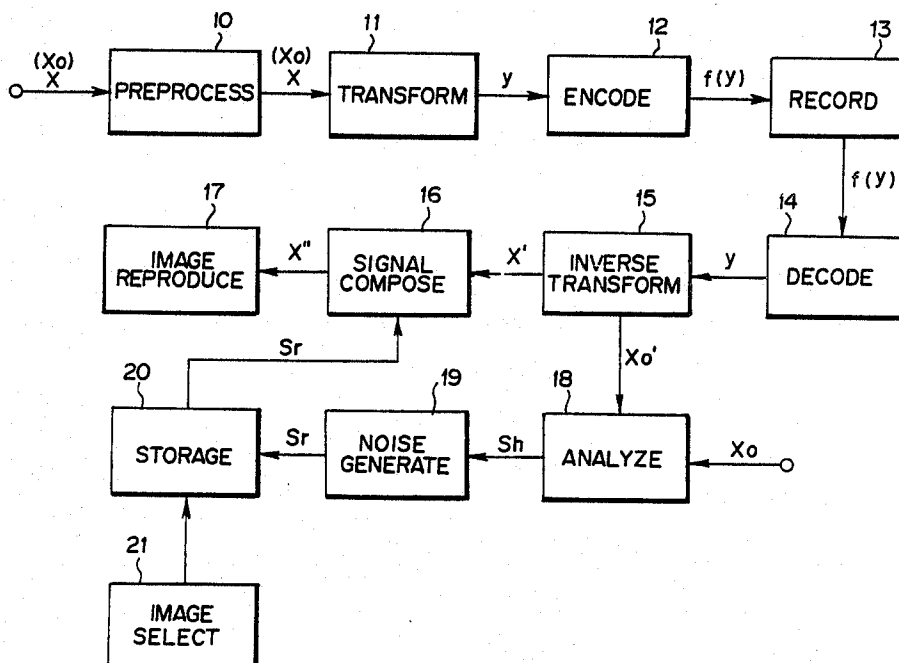 10
11
12
13
(Xo)
X
PREPROCESS
(Xo)
X
TRANSFORM
y
ENCODE
f(y)
RECORD
f(y)
17
16
15
14
IMAGE
REPRODUCE
X"
SIGNAL
COMPOSE
X'
INVERSE
TRANSFORM
y
DECODE
Sr
Xo'
20
19
18
STORAGE
Sr
NOISE
GENERATE
Sh
ANALYZE
Xo
21
IMAGE
SELECT